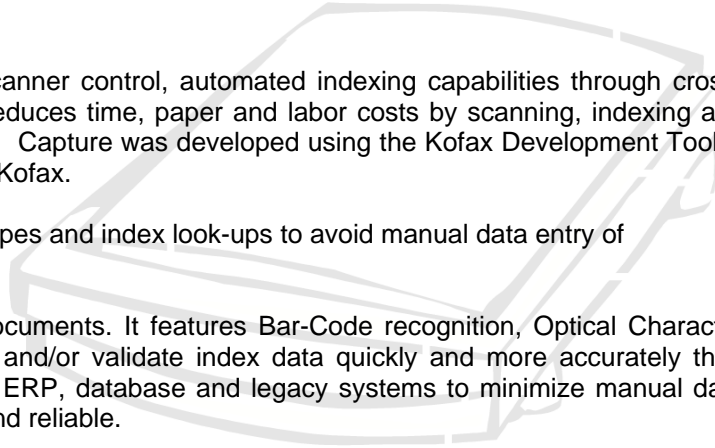 canner control, automated indexing capabilities through cros
educes time, paper and labor costs by scanning, indexing a
Capture was developed using the Kofax Development Tool
Kofax.
pes and index look-ups to avoid manual data entry of
ocuments. It features Bar-Code recognition, Optical Charact
and/or validate index data quickly and more accurately th
ERP, database and legacy systems to minimize manual da
nd reliable.